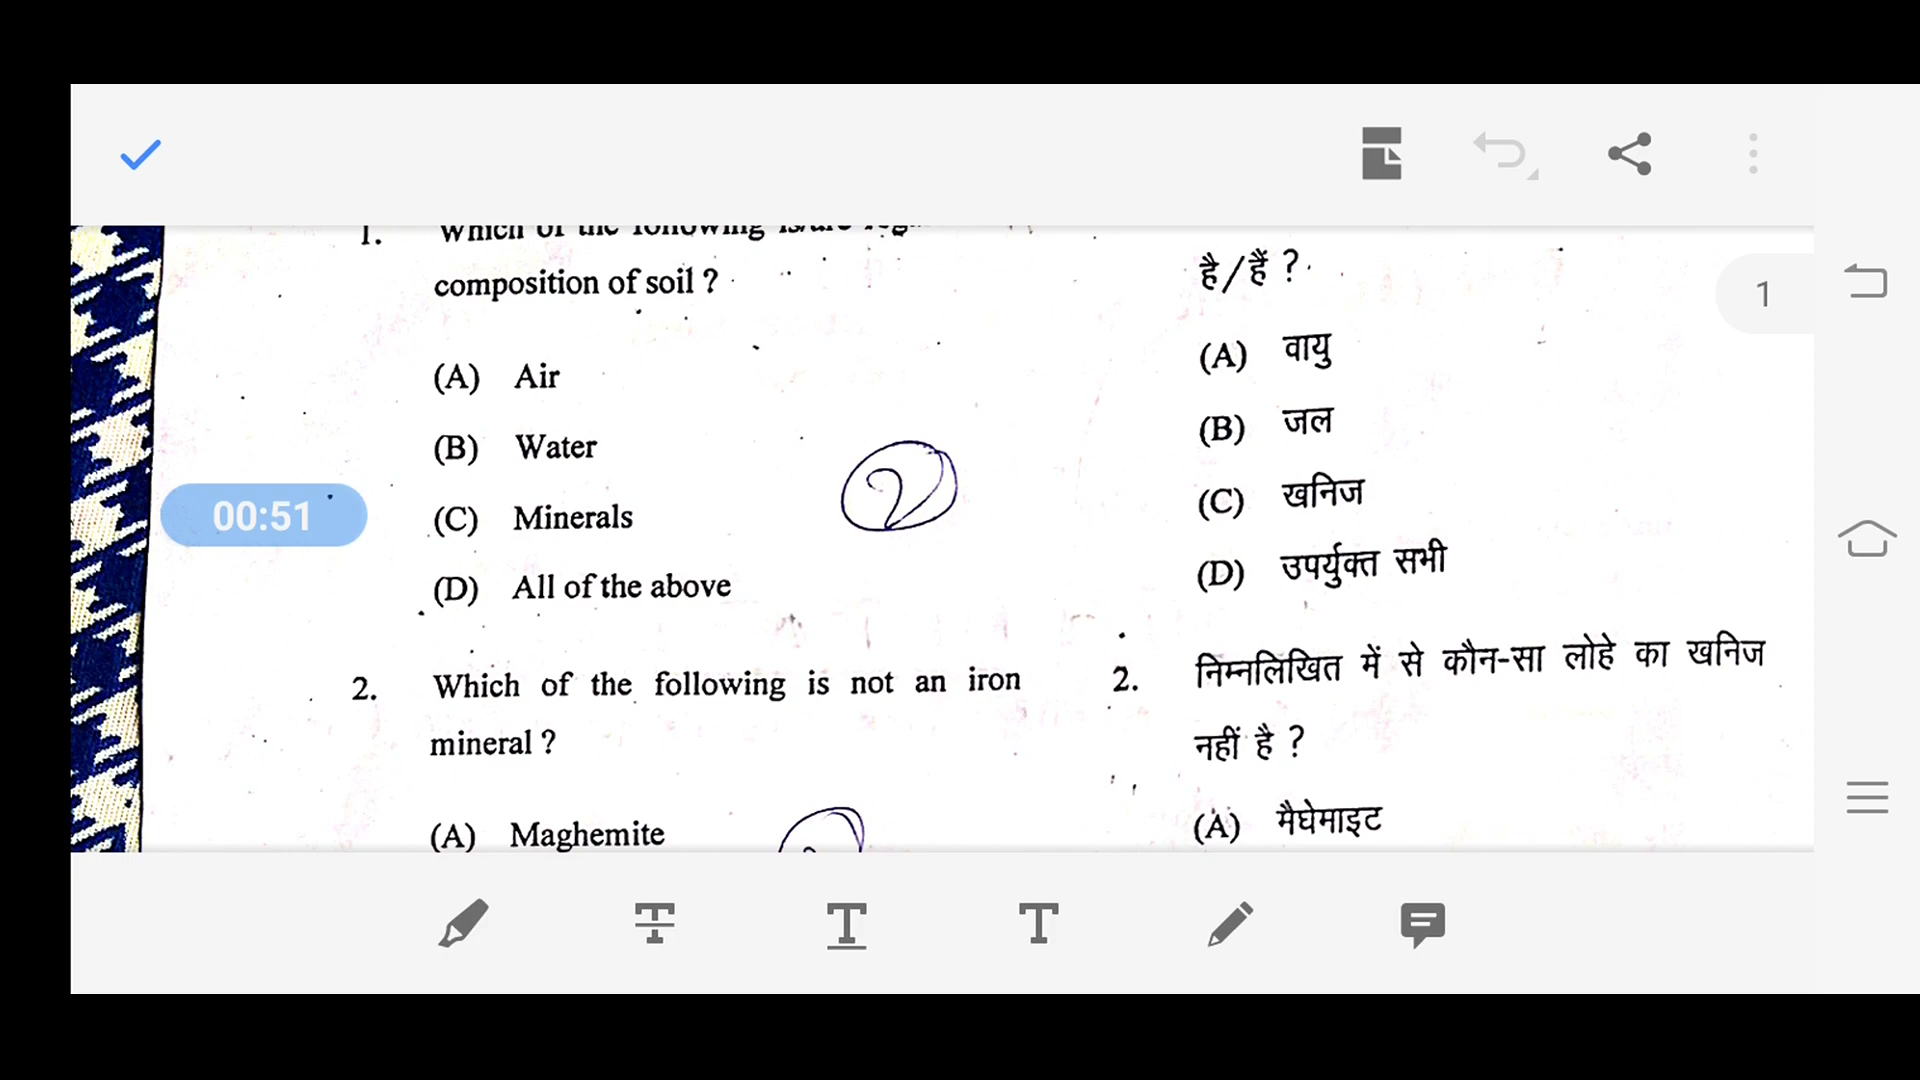 1.
composition of soil ?
(A) Air
(B) Water
(C) Minerals
(D) All of the above
2. Which of the following is not an iron
mineral ?
(A) Maghemite
है/हैं ?
(A) वायु
(B) जल
(C) खनिज
(D) उपर्युक्त सभी
2. निम्नलिखित में से कौन-सा लोहे का खनिज
नहीं है ?
(A) मैघेमाइट
1
00:51